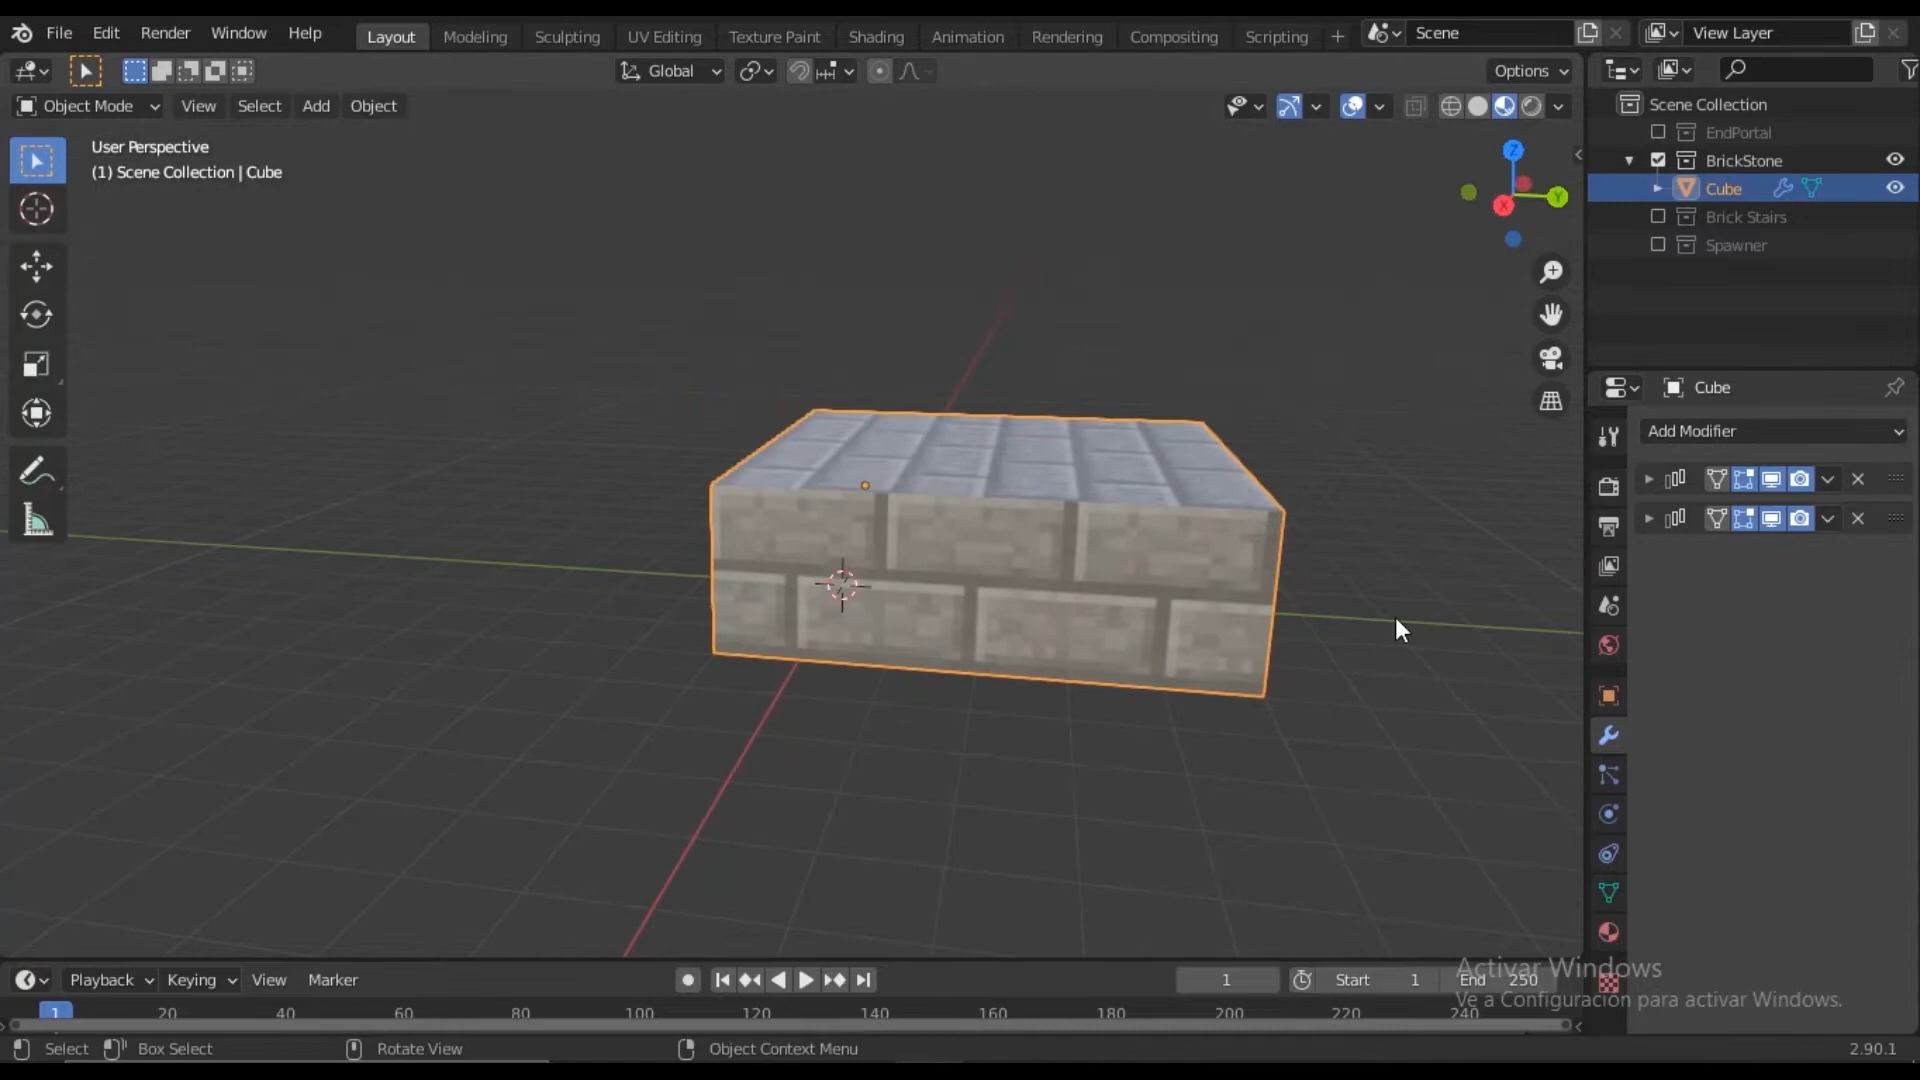 File Edit Render Window Help Layout Modeling Sculpting UV Editing Texture Paint Shading Animation Rendering Compositing Scripting + Scene View Layer
Global Options
Object Mode View Select Add Object
User Perspective
(1) Scene Collection | Cube
Z
Y
X
Scene Collection
EndPortal
BrickStone
Cube
Brick Stairs
Spawner
Cube
Add Modifier
Playback Keying View Marker 1 Start 1 End 250
1 20 40 60 80 100 120 140 160 180 200 220 240
Activar Windows
Ve a Configuración para activar Windows.
Select Box Select Rotate View Object Context Menu 2.90.1